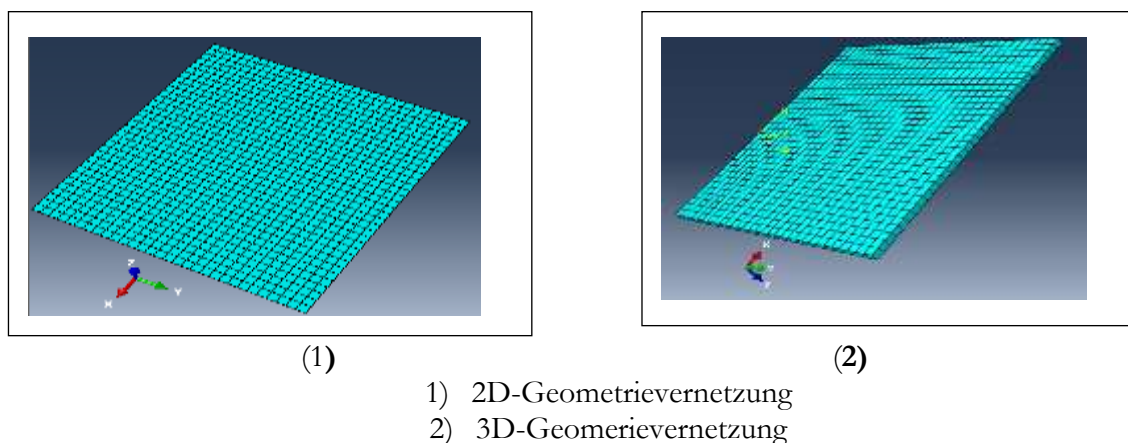 Z
X
Y
X
Y
Z
(1)
(2)
1) 2D-Geometrievernetzung
2) 3D-Geomerievernetzung